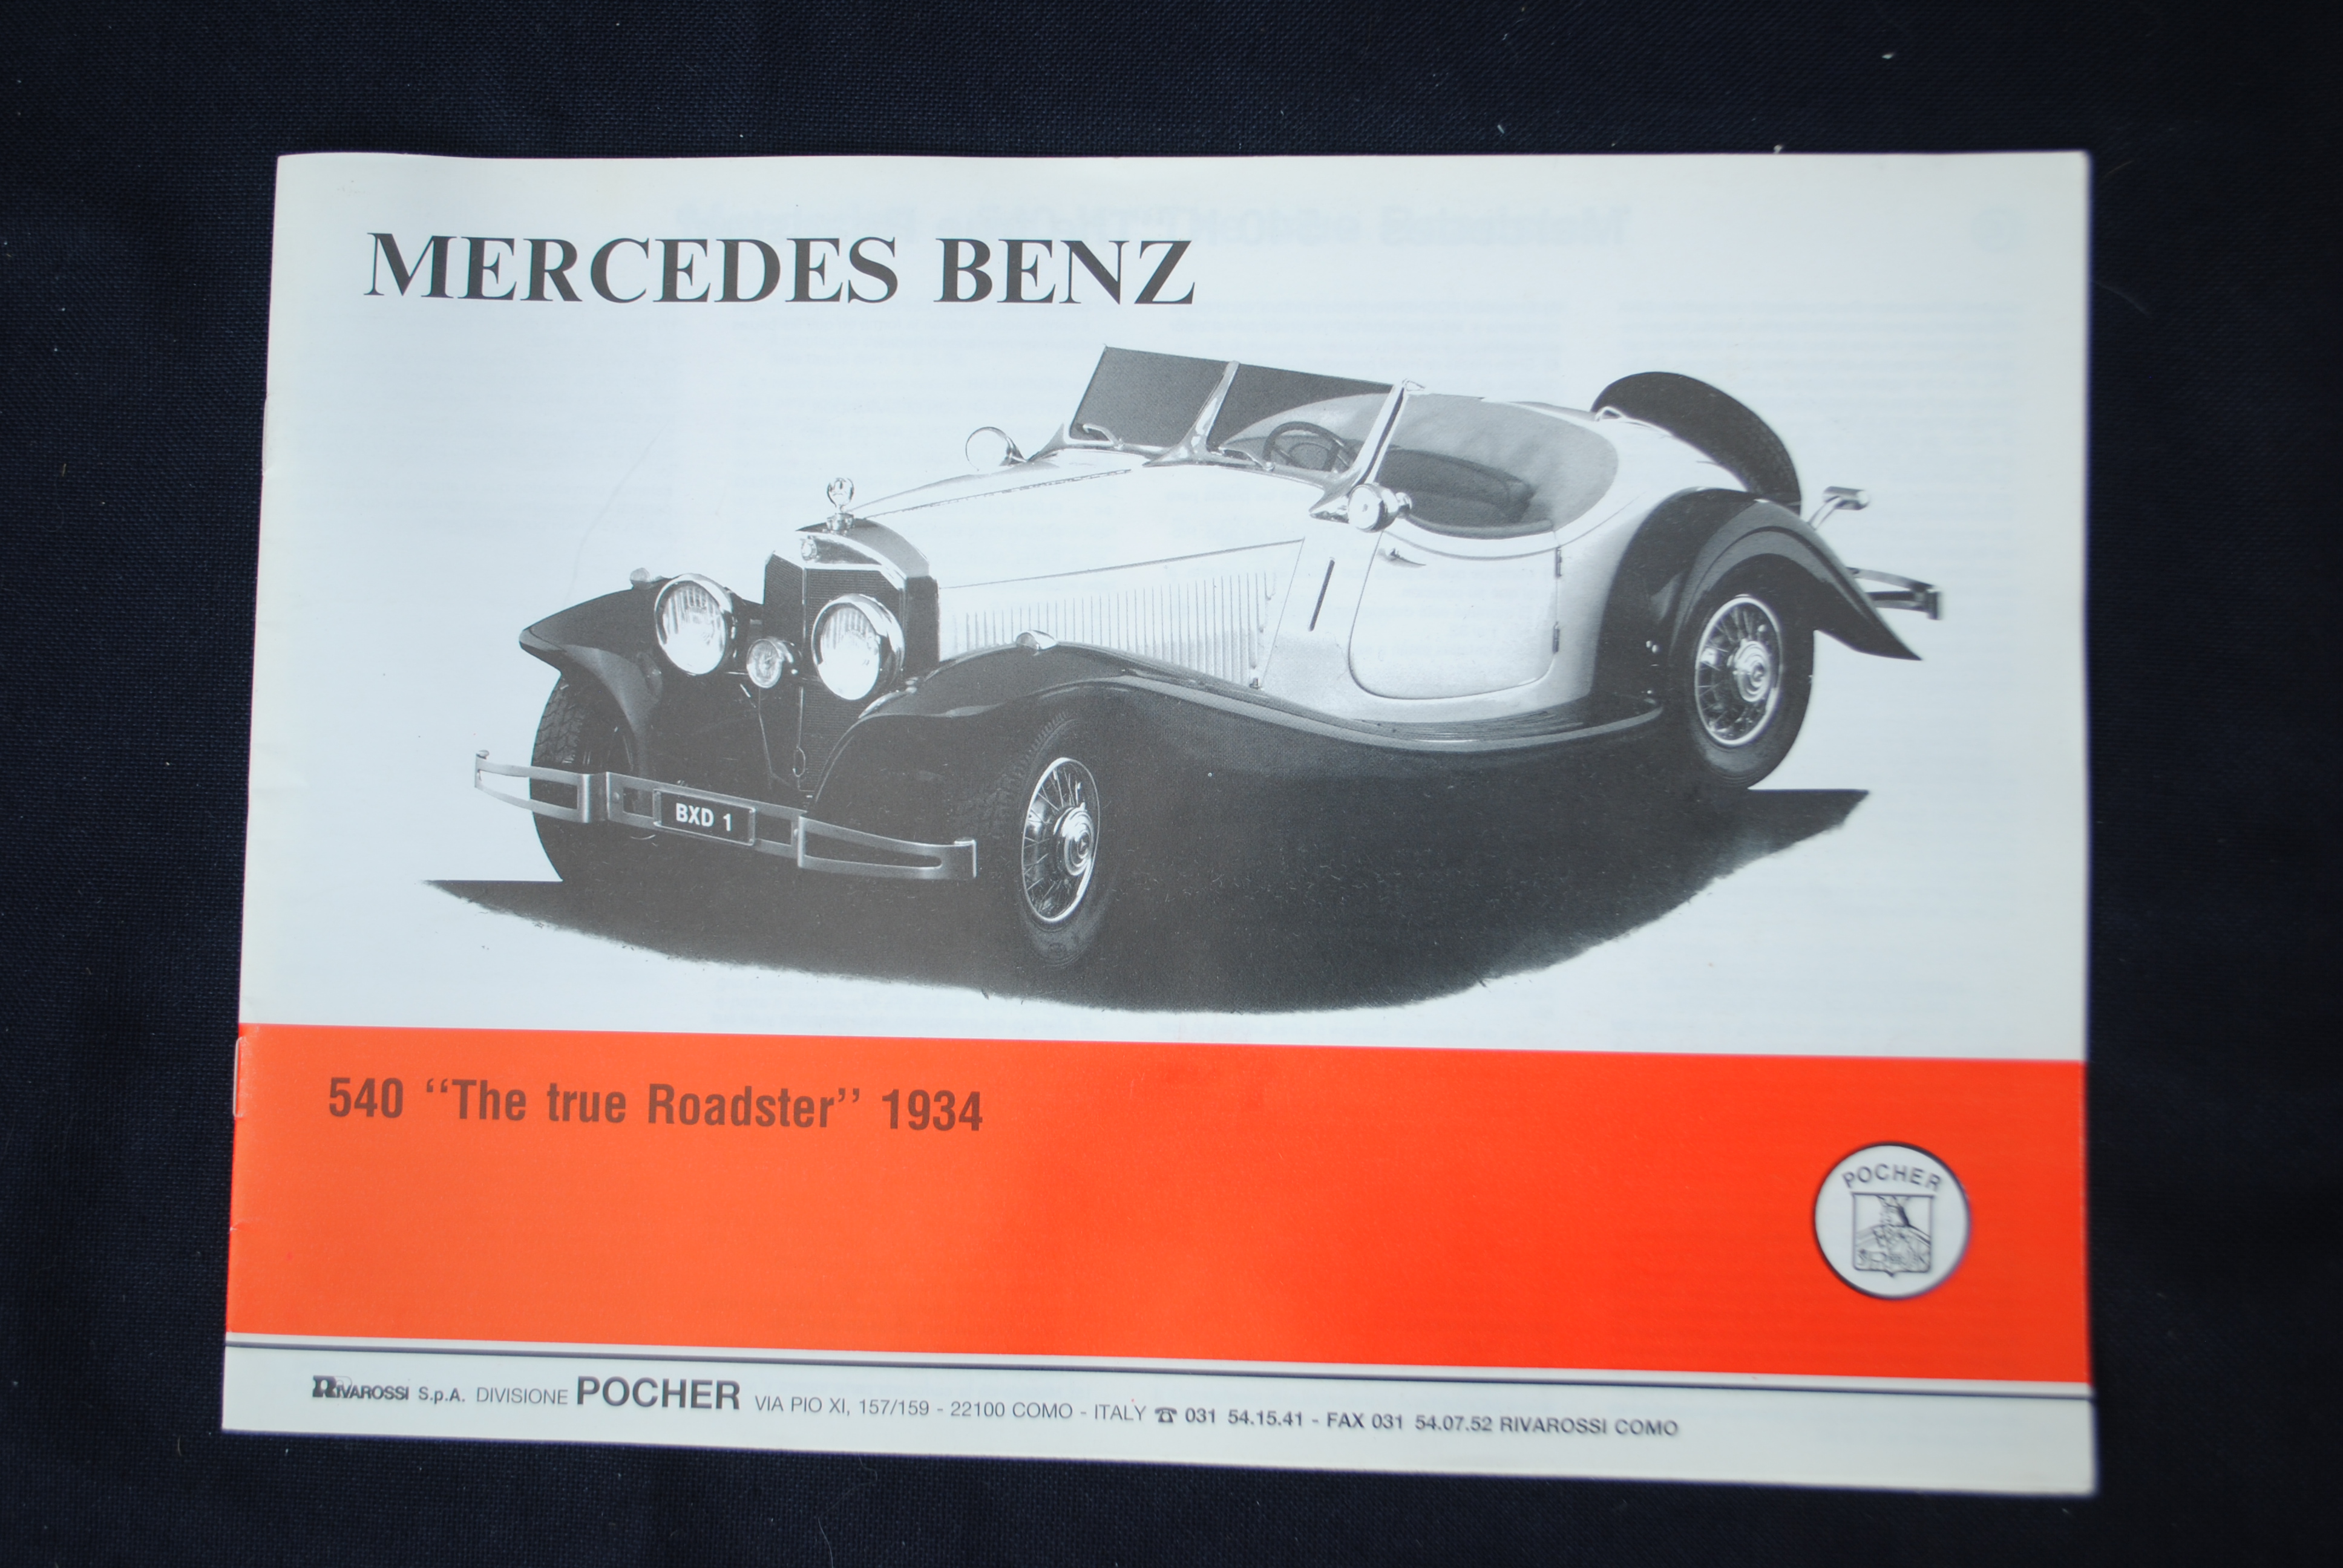 MERCEDES BENZ
BXD 1
540 “The true Roadster” 1934
POCHER
RIVAROSSI S.p.A. DIVISIONE POCHER VIA PIO XI, 157/159 - 22100 COMO - ITALY ☎ 031 54.15.41 - FAX 031 54.07.52 RIVAROSSI COMO